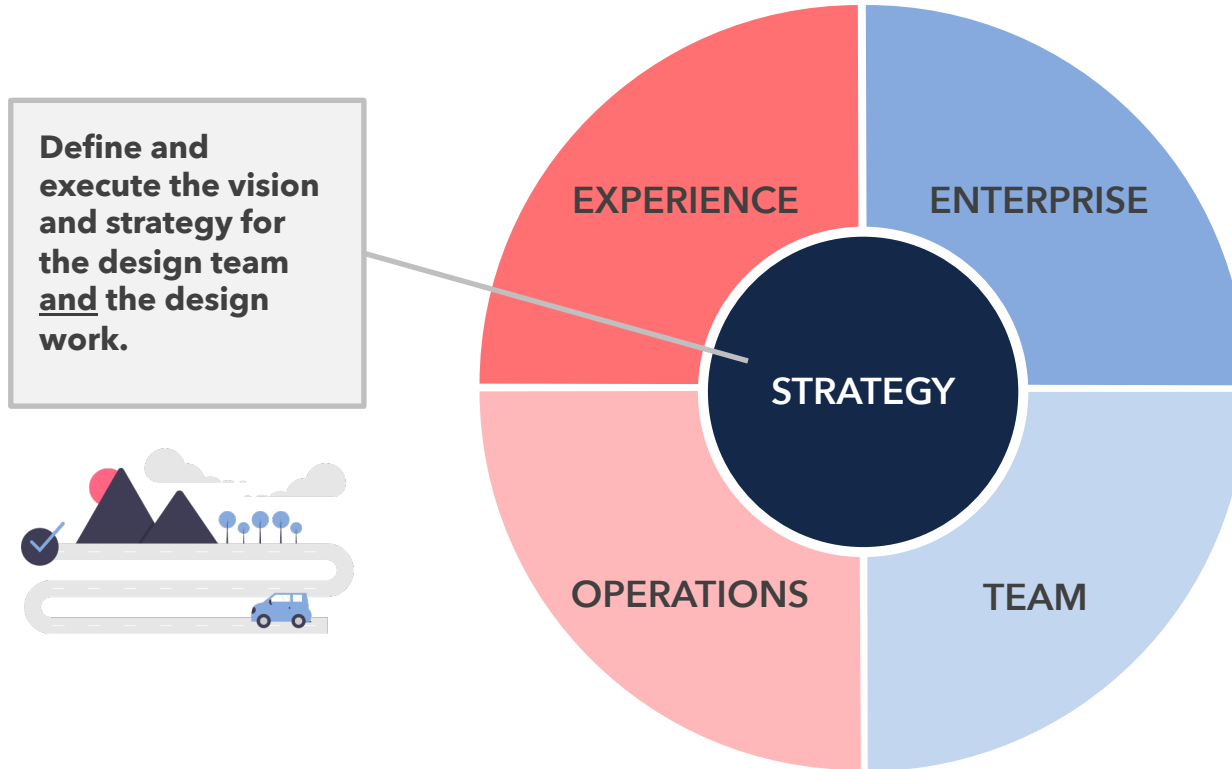 Define and
execute the vision
and strategy for
the design team
and the design
work.
EXPERIENCE
ENTERPRISE
STRATEGY
OPERATIONS
TEAM